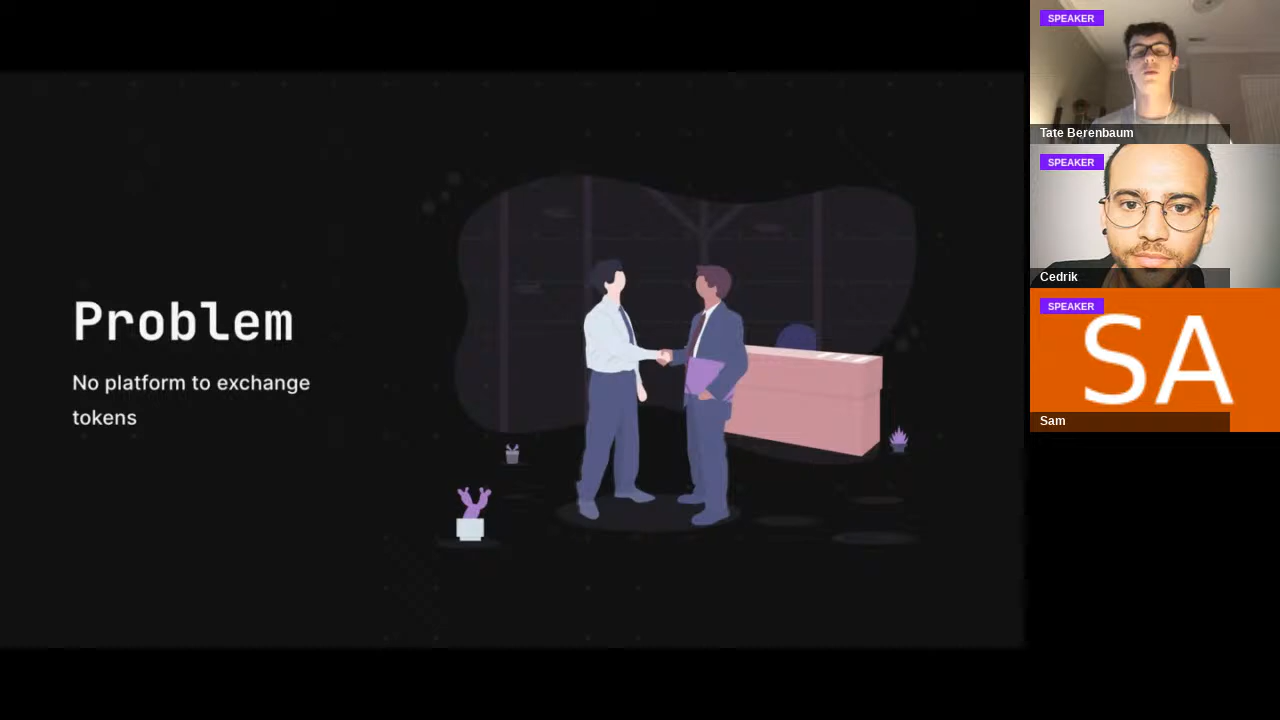 Problem
No platform to exchange
tokens
SPEAKER
Tate Berenbaum
SPEAKER
Cedrik
SPEAKER
SA
Sam